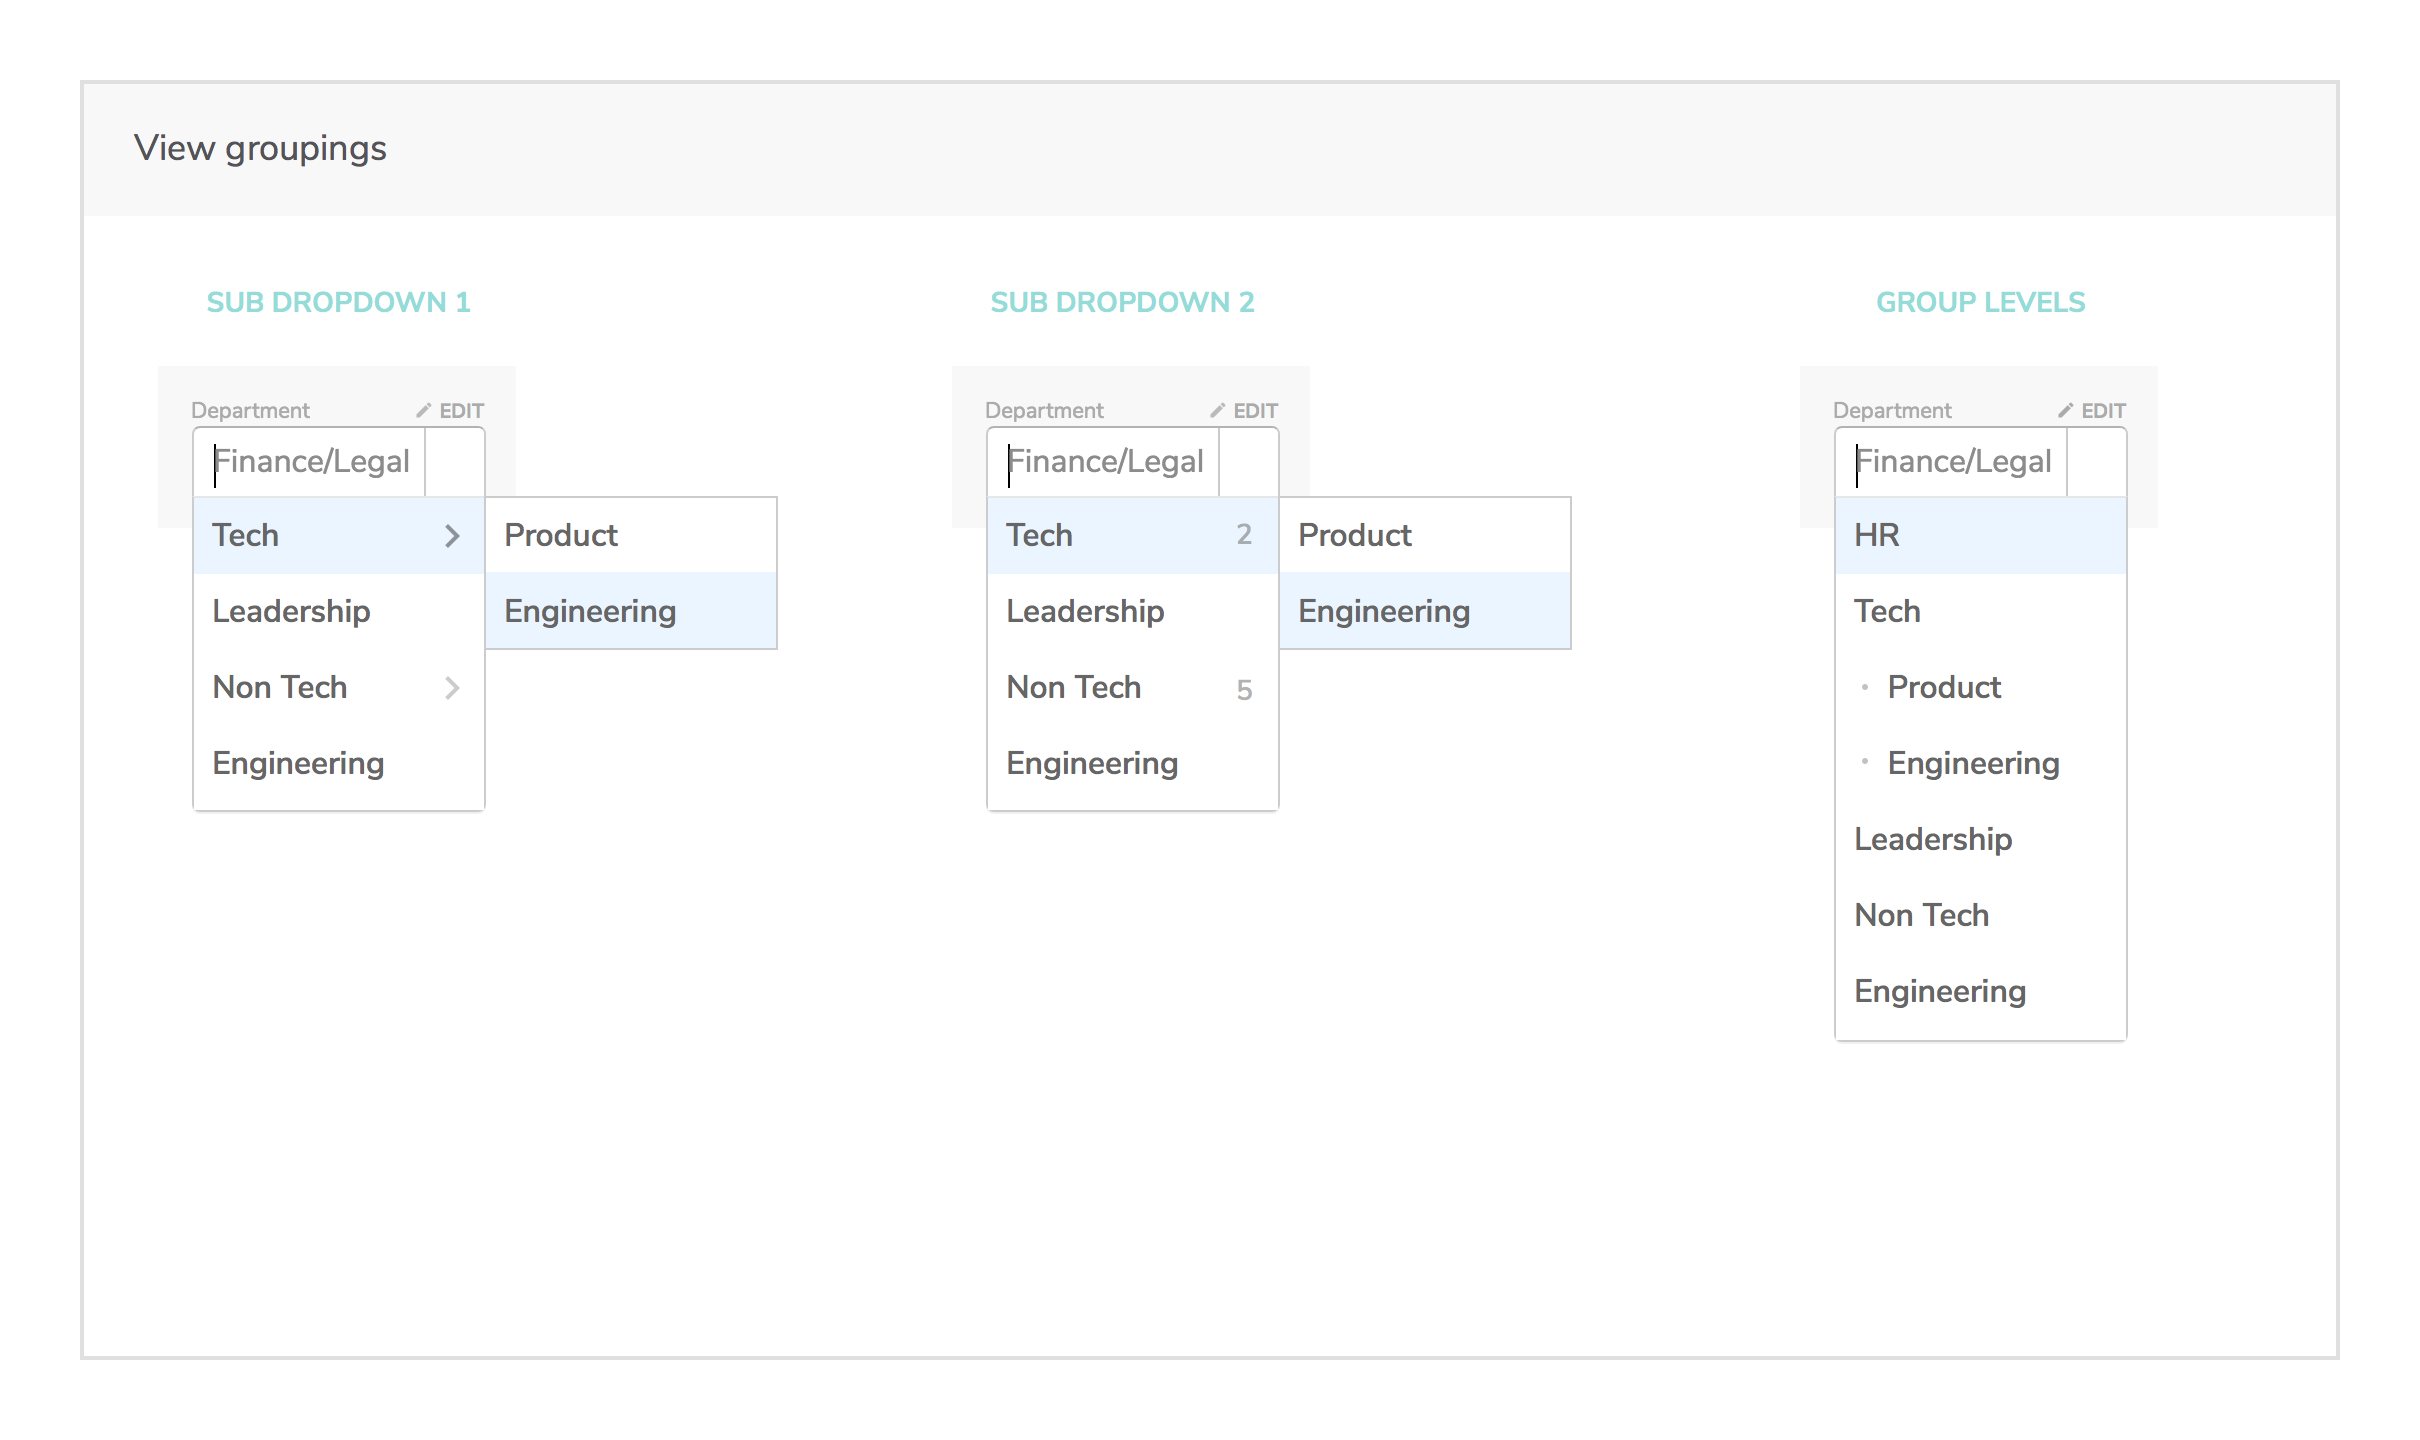 View groupings
SUB DROPDOWN 1
Department EDIT
Finance/Legal
Tech
Leadership
Non Tech
Engineering
Product
Engineering
SUB DROPDOWN 2
Department EDIT
Finance/Legal
Tech 2
Leadership
Non Tech 5
Engineering
Product
Engineering
GROUP LEVELS
Department EDIT
Finance/Legal
HR
Tech
Product
Engineering
Leadership
Non Tech
Engineering